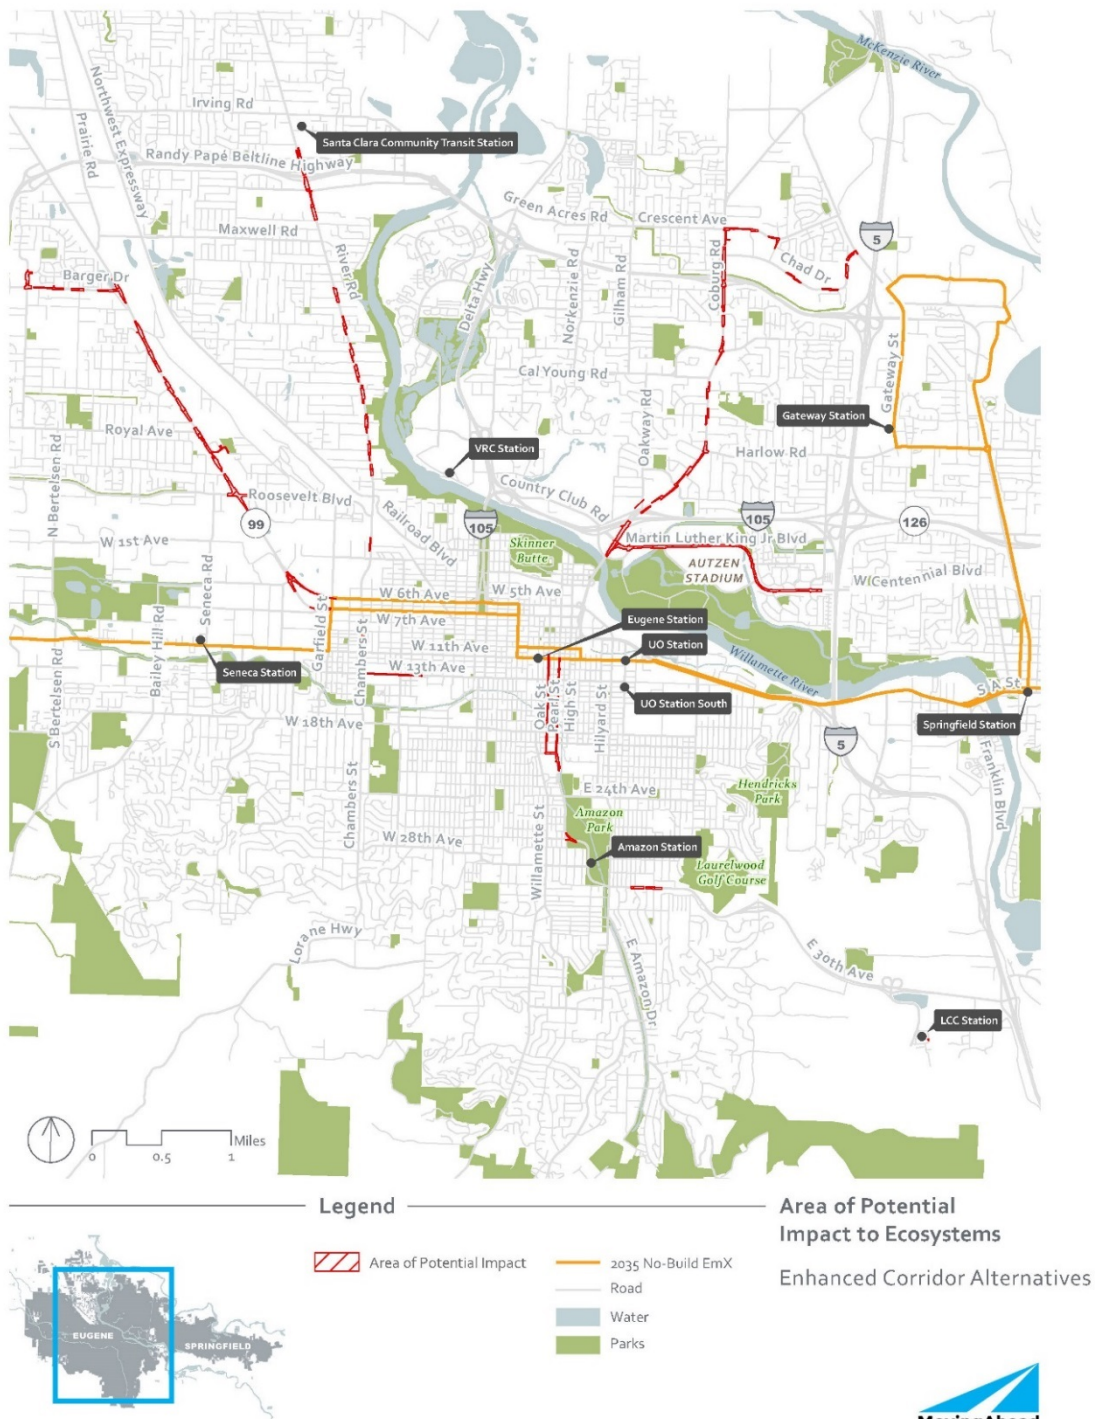 McKenzie River
Irving Rd
Northwest Expressway
Prairie Rd
Santa Clara Community Transit Station
Randy Papé Beltline Highway
Green Acres Rd
Crescent Ave
Maxwell Rd
5
Barger Dr
River Rd
Delta Hwy
Norkenzie Rd
Gilham Rd
Coburg Rd
Chad Dr
Cal Young Rd
Gateway St
Gateway Station
Royal Ave
N Bertelsen Rd
Oakway Rd
Harlow Rd
VRC Station
Roosevelt Blvd
Country Club Rd
99
Railroad Blvd
105
105
126
W 1st Ave
Skinner
Butte
Martin Luther King Jr Blvd
AUTZEN
STADIUM
W Centennial Blvd
Seneca Rd
W 6th Ave
W 5th Ave
Bailey Hill Rd
Garfield St
W 7th Ave
Eugene Station
Chambers St
W 11th Ave
UO Station
Seneca Station
W 13th Ave
Willamette River
S A St
S Bertelsen Rd
Oak St
Pearl St
High St
Hilyard St
UO Station South
W 18th Ave
Springfield Station
5
Franklin Blvd
Chambers St
E 24th Ave
Hendricks
Park
Amazon
Park
W 28th Ave
Willamette St
Amazon Station
Laurelwood
Golf Course
Lorane Hwy
E Amazon Dr
E 30th Ave
LCC Station
Miles
0 0.5 1
Legend
Area of Potential
Impact to Ecosystems
Enhanced Corridor Alternatives
Area of Potential Impact
2035 No-Build EmX
Road
Water
Parks
EUGENE
SPRINGFIELD
MovingAhead